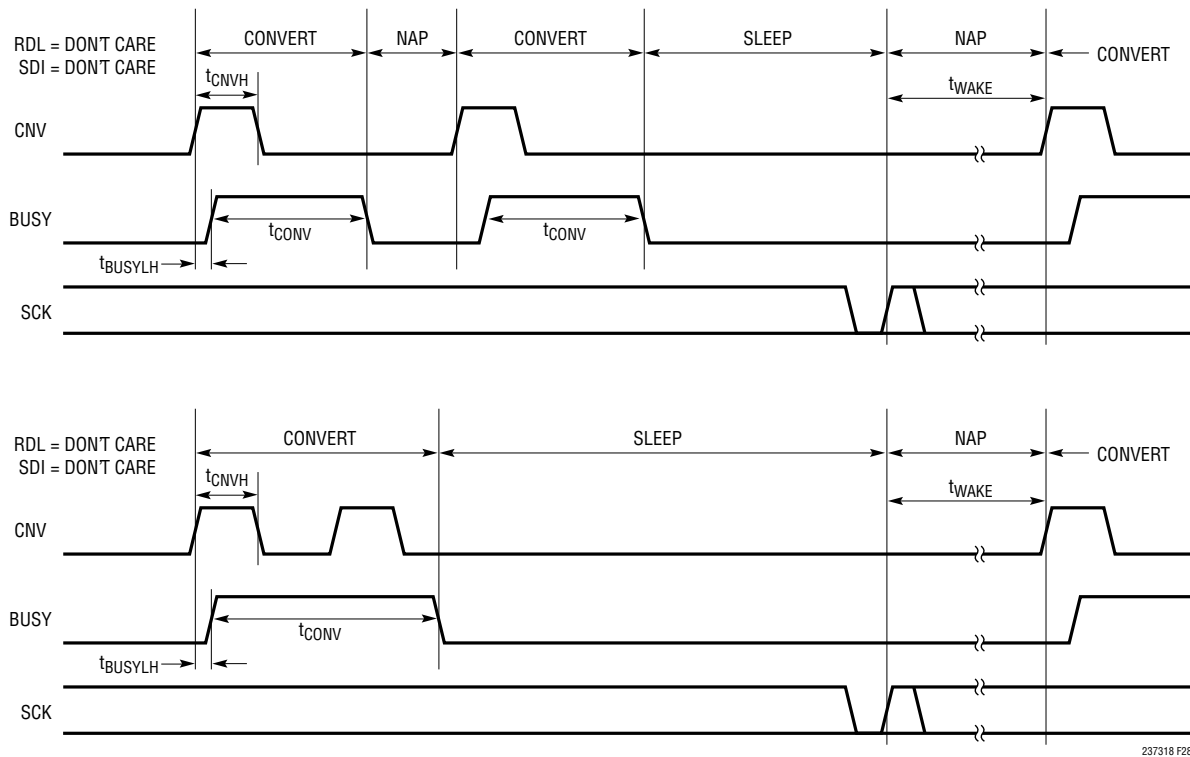 RDL = DON'T CARE
SDI = DON'T CARE
CONVERT NAP CONVERT SLEEP NAP CONVERT
tCNVH tWAKE
CNV
BUSY
tCONV tCONV
tBUSYLH
SCK
RDL = DON'T CARE
SDI = DON'T CARE
CONVERT SLEEP NAP CONVERT
tCNVH tWAKE
CNV
BUSY
tCONV
tBUSYLH
SCK
237318 F28